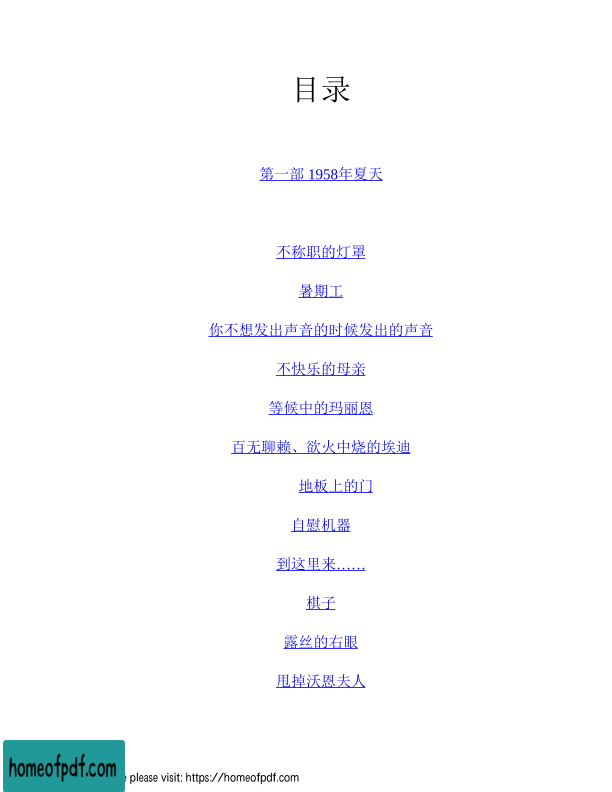 目录
第一部 1958年夏天
不称职的灯罩
暑期工
你不想发出声音的时候发出的声音
不快乐的母亲
等候中的玛丽恩
百无聊赖、欲火中烧的埃迪
地板上的门
自慰机器
到这里来……
棋子
露丝的右眼
甩掉沃恩夫人
homeofpdf.com
please visit: https://homeofpdf.com